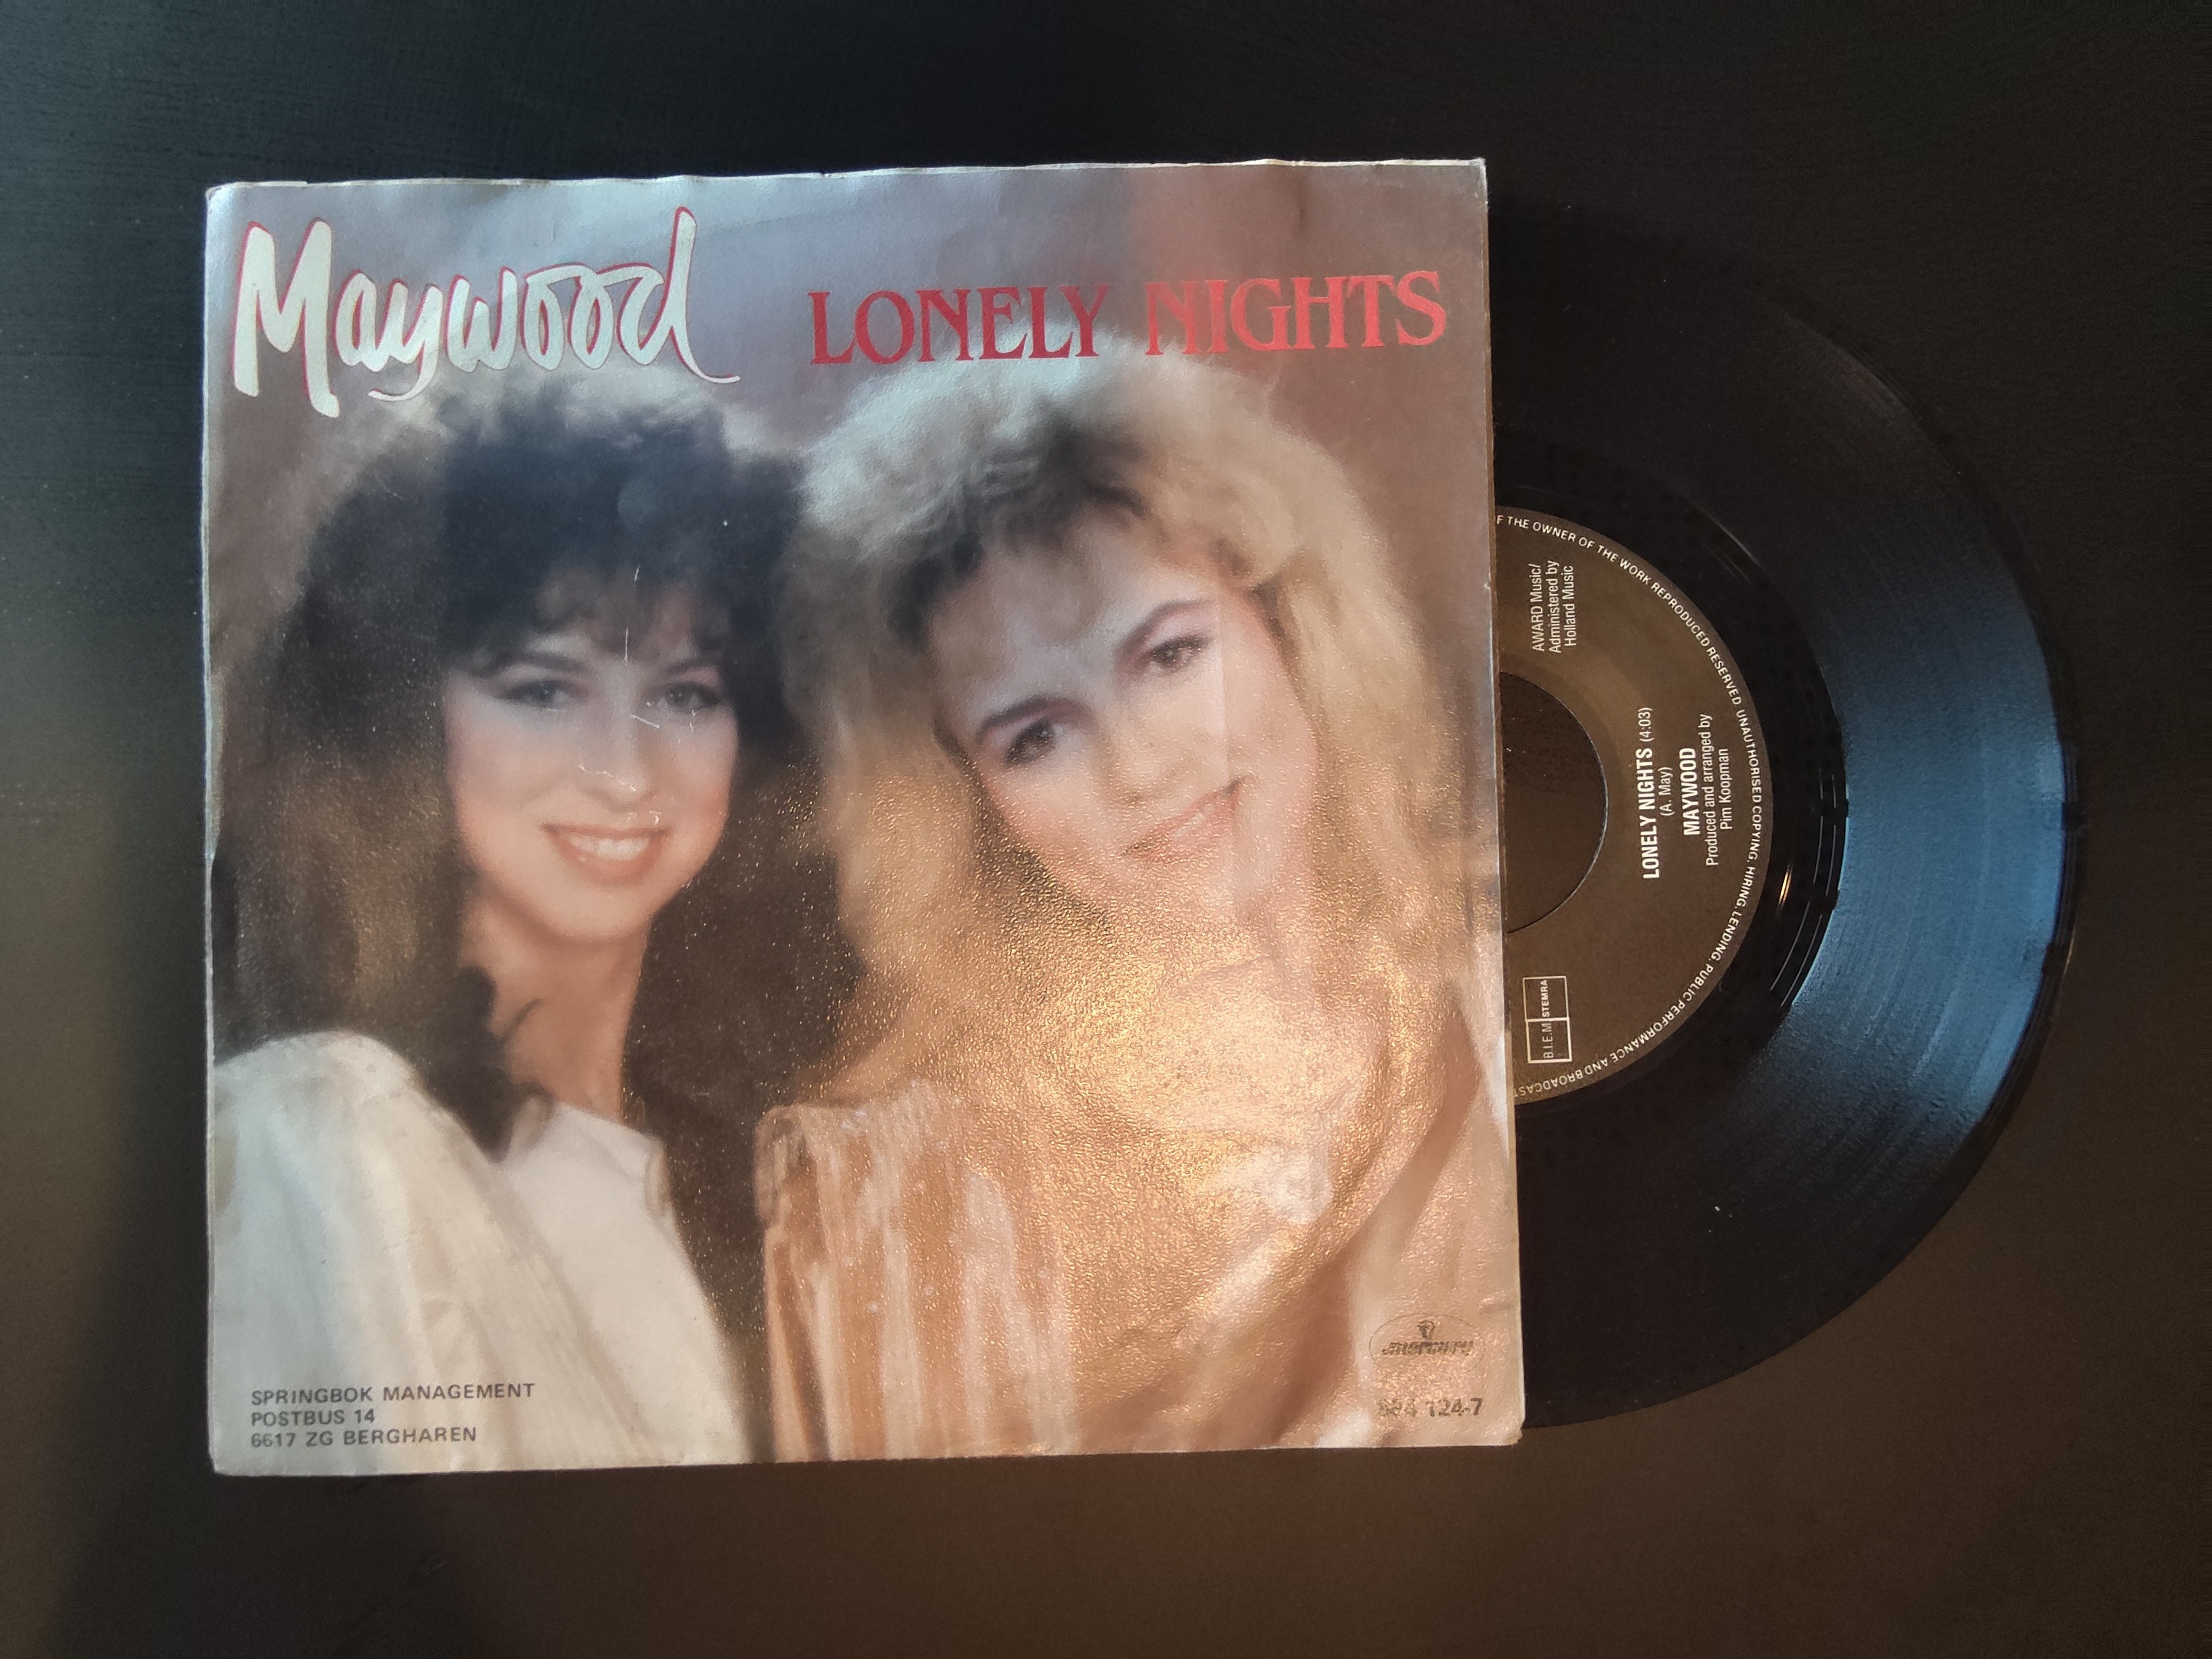 Maywood
LONELY NIGHTS
SPRINGBOK MANAGEMENT
POSTBUS 14
6617 ZG BERGHAREN
mercury
884 124-7
F THE OWNER OF THE WORK REPRODUCED RESERVED UNAUTHORISED COPYING, HIRING, LENDING, PUBLIC PERFORMANCE AND BROADCAST
AWARD Music/
Administered by
Holland Music
LONELY NIGHTS (4:03)
(A. May)
MAYWOOD
Produced and arranged by
Pim Koopman
B.I.E.M. STEMRA